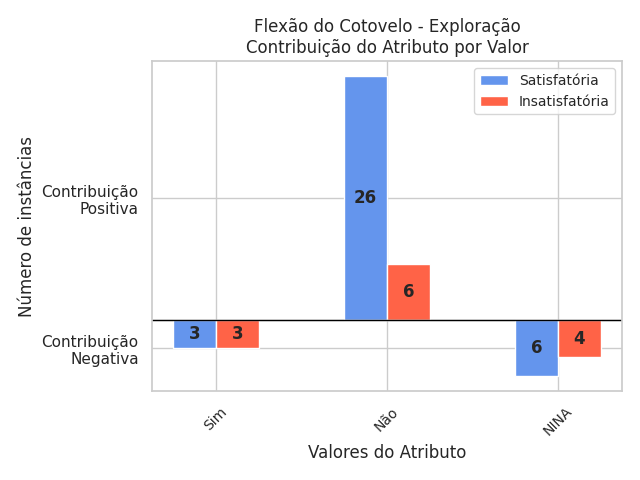 Flexão do Cotovelo - Exploração
Contribuição do Atributo por Valor
Satisfatória
Insatisfatória
Número de instâncias
Contribuição
Positiva
Contribuição
Negativa
26
6
3
3
6
4
Sim
Não
NINA
Valores do Atributo